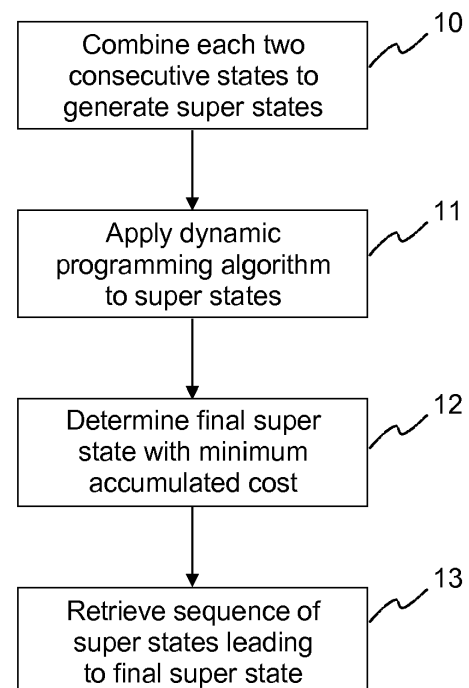 10
Combine each two
consecutive states to
generate super states
11
Apply dynamic
programming algorithm
to super states
12
Determine final super
state with minimum
accumulated cost
13
Retrieve sequence of
super states leading
to final super state